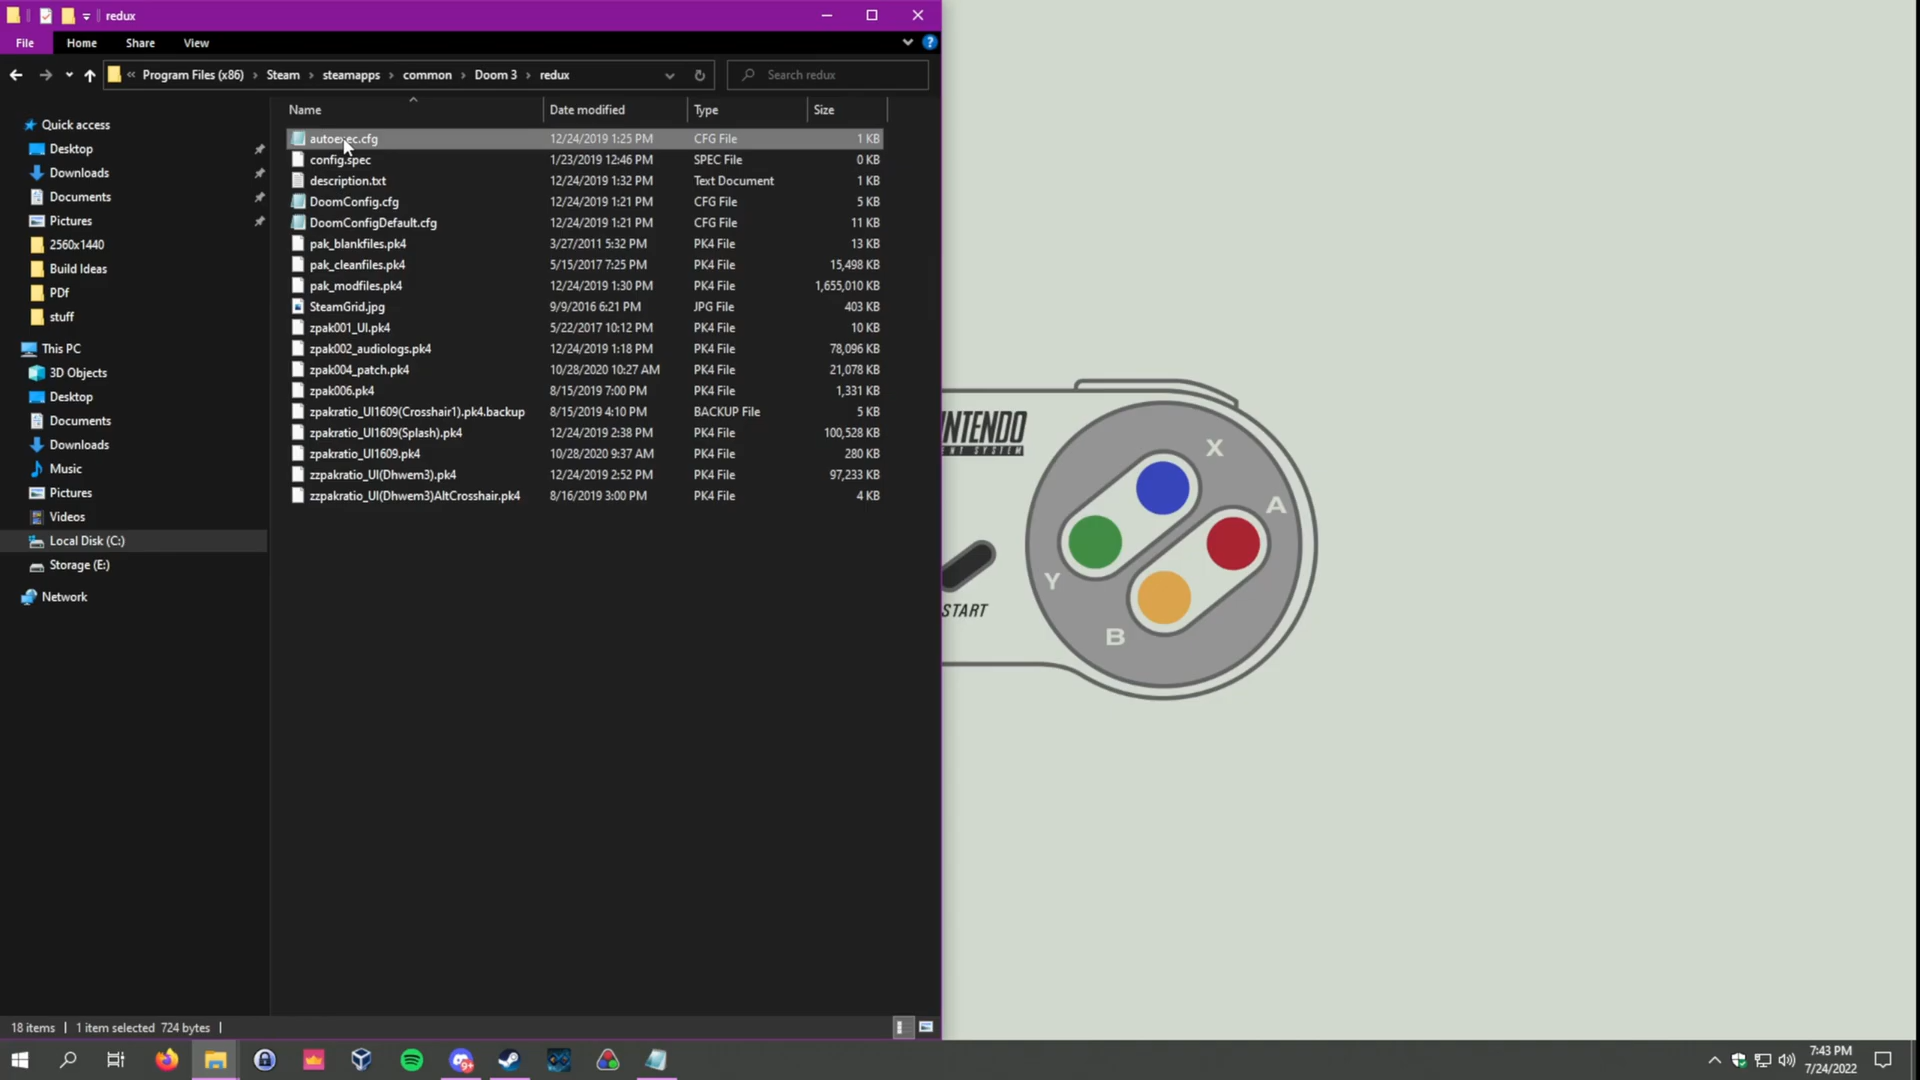 redux
File Home Share View
« Program Files (x86) › Steam › steamapps › common › Doom 3 › redux
Search redux
Name Date modified Type Size
Quick access
Desktop
Downloads
Documents
Pictures
2560x1440
Build Ideas
PDf
stuff
This PC
3D Objects
Desktop
Documents
Downloads
Music
Pictures
Videos
Local Disk (C:)
Storage (E:)
Network
autoexec.cfg 12/24/2019 1:25 PM CFG File 1 KB
config.spec 1/23/2019 12:46 PM SPEC File 0 KB
description.txt 12/24/2019 1:32 PM Text Document 1 KB
DoomConfig.cfg 12/24/2019 1:21 PM CFG File 5 KB
DoomConfigDefault.cfg 12/24/2019 1:21 PM CFG File 11 KB
pak_blankfiles.pk4 3/27/2011 5:32 PM PK4 File 13 KB
pak_cleanfiles.pk4 5/15/2017 7:25 PM PK4 File 15,498 KB
pak_modfiles.pk4 12/24/2019 1:30 PM PK4 File 1,655,010 KB
SteamGrid.jpg 9/9/2016 6:21 PM JPG File 403 KB
zpak001_UI.pk4 5/22/2017 10:12 PM PK4 File 10 KB
zpak002_audiologs.pk4 12/24/2019 1:18 PM PK4 File 78,096 KB
zpak004_patch.pk4 10/28/2020 10:27 AM PK4 File 21,078 KB
zpak006.pk4 8/15/2019 7:00 PM PK4 File 1,331 KB
zpakratio_UI1609(Crosshair1).pk4.backup 8/15/2019 4:10 PM BACKUP File 5 KB
zpakratio_UI1609(Splash).pk4 12/24/2019 2:38 PM PK4 File 100,528 KB
zpakratio_UI1609.pk4 10/28/2020 9:37 AM PK4 File 280 KB
zzpakratio_UI(Dhwem3).pk4 12/24/2019 2:52 PM PK4 File 97,233 KB
zzpakratio_UI(Dhwem3)AltCrosshair.pk4 8/16/2019 3:00 PM PK4 File 4 KB
INTENDO
ENT SYSTEM
X
A
Y
B
START
18 items 1 item selected 724 bytes
9+
7:43 PM
7/24/2022